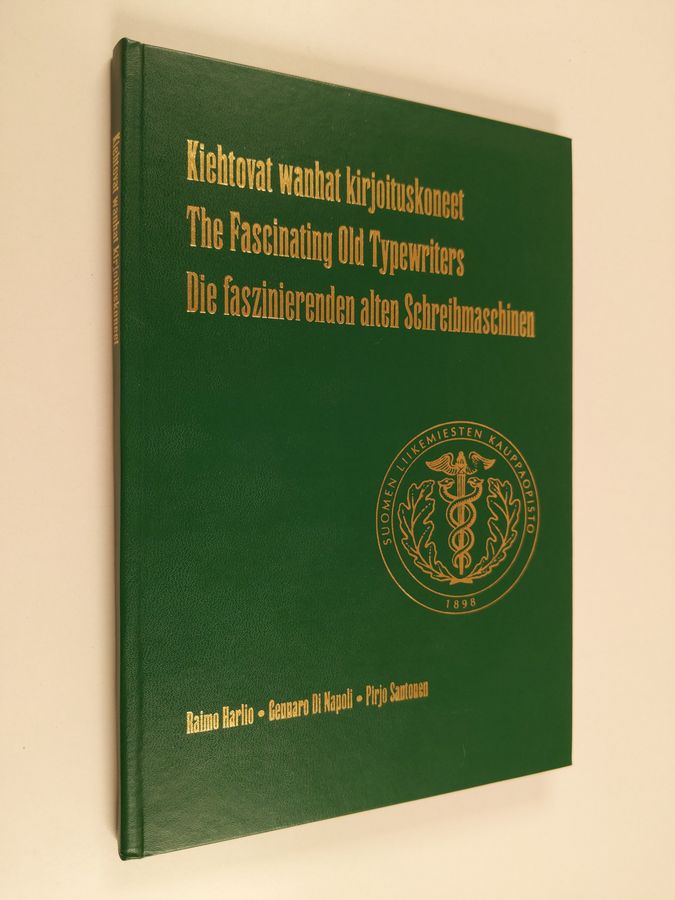 Kiehtovat wanhat kirjoituskoneet
Kiehtovat wanhat kirjoituskoneet
The Fascinating Old Typewriters
Die faszinierenden alten Schreibmaschinen
SUOMEN LIIKEMIESTEN KAUPPAOPISTO
1898
Raimo Harlio • Gennaro Di Napoli • Pirjo Santonen